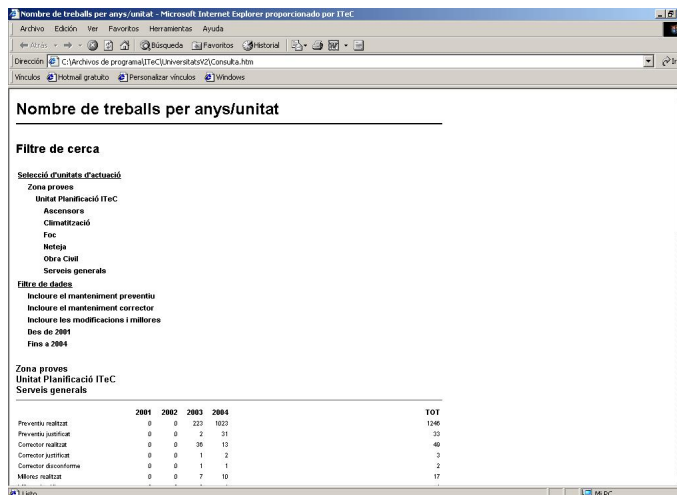 Nombre de treballs per anys/unitat - Microsoft Internet Explorer proporcionado por ITeC
Archivo Edición Ver Favoritos Herramientas Ayuda
Atrás Búsqueda Favoritos Historial
Dirección C:\Archivos de programa\ITeC\UniversitatsV2\Consulta.htm Ir
Vínculos Hotmail gratuito Personalizar vínculos Windows
Nombre de treballs per anys/unitat
Filtre de cerca
Selecció d'unitats d'actuació
Zona proves
Unitat Planificació ITeC
Ascensors
Climatització
Foc
Neteja
Obra Civil
Serveis generals
Filtre de dades
Incloure el manteniment preventiu
Incloure el manteniment corrector
Incloure les modificacions i millores
Des de 2001
Fins a 2004
Zona proves
Unitat Planificació ITeC
Serveis generals
2001 2002 2003 2004 TOT
Preventiu realitzat 0 0 223 1023 1246
Preventiu justificat 0 0 2 31 33
Corrector realitzat 0 0 36 13 49
Corrector justificat 0 0 1 2 3
Corrector disconforme 0 0 1 1 2
Millores realitzat 0 0 7 10 17
Listo Mi PC